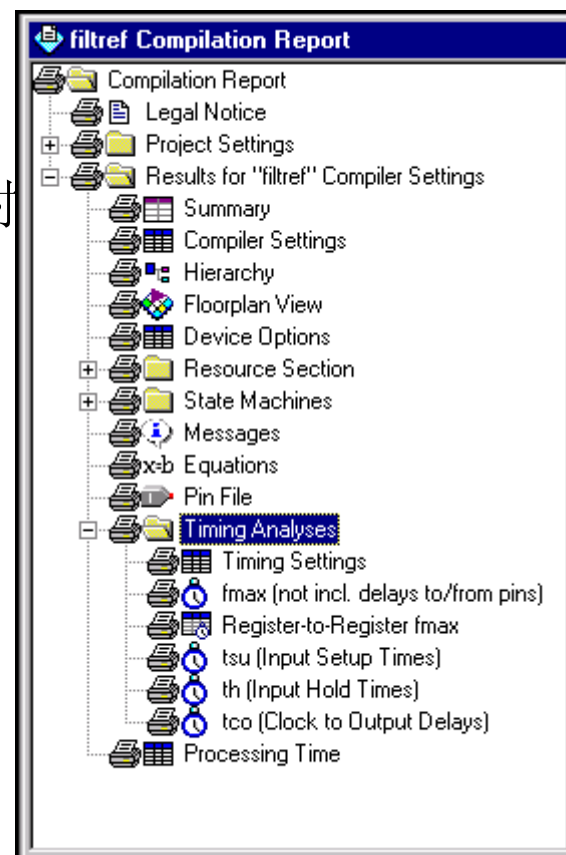 filtref Compilation Report
Compilation Report
Legal Notice
Project Settings
Results for "filtref" Compiler Settings
时
Summary
Compiler Settings
Hierarchy
Floorplan View
Device Options
Resource Section
State Machines
Messages
x=b Equations
Pin File
Timing Analyses
Timing Settings
fmax (not incl. delays to/from pins)
Register-to-Register fmax
tsu (Input Setup Times)
th (Input Hold Times)
tco (Clock to Output Delays)
Processing Time